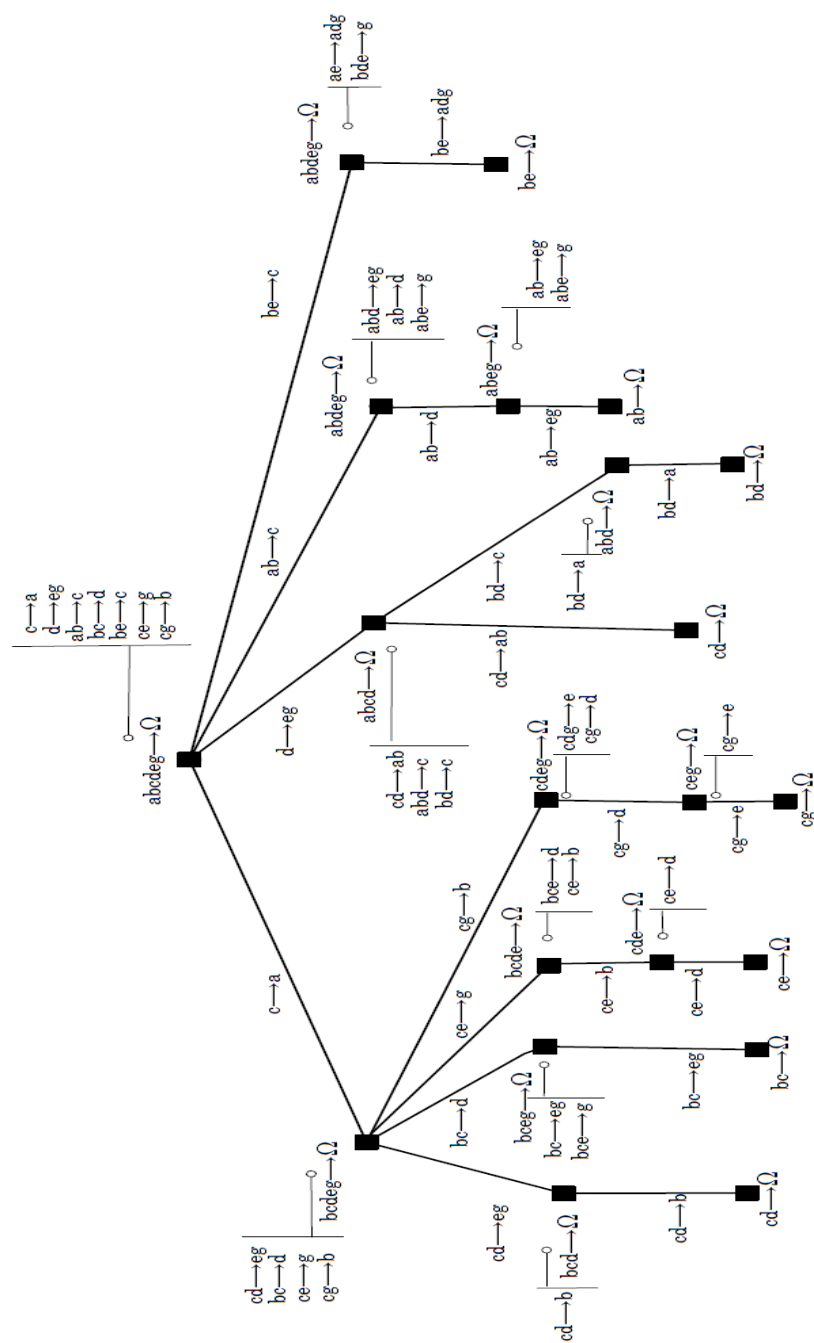 abcdeg⟶Ω
c⟶a
d⟶eg
ab⟶c
bc⟶d
be⟶c
ce⟶g
cg⟶b
c⟶a
d⟶eg
ab⟶c
be⟶c
bcdeg⟶Ω
cd⟶eg
bc⟶d
ce⟶g
cg⟶b
cd⟶eg
bc⟶d
ce⟶g
cg⟶b
bcd⟶Ω
cd⟶b
cd⟶b
cd⟶Ω
bceg⟶Ω
bc⟶eg
bce⟶g
bc⟶eg
bc⟶Ω
bcde⟶Ω
bce⟶d
ce⟶b
ce⟶b
cde⟶Ω
ce⟶d
ce⟶d
ce⟶Ω
cdeg⟶Ω
cdg⟶e
cg⟶d
cg⟶d
ceg⟶Ω
cg⟶e
cg⟶e
cg⟶Ω
abcd⟶Ω
cd⟶ab
abd⟶c
bd⟶c
cd⟶ab
cd⟶Ω
bd⟶c
bd⟶a
abd⟶Ω
bd⟶a
bd⟶Ω
abdeg⟶Ω
abd⟶eg
ab⟶d
abe⟶g
ab⟶d
abeg⟶Ω
ab⟶eg
abe⟶g
ab⟶eg
ab⟶Ω
abdeg⟶Ω
ae⟶adg
bde⟶g
be⟶adg
be⟶Ω